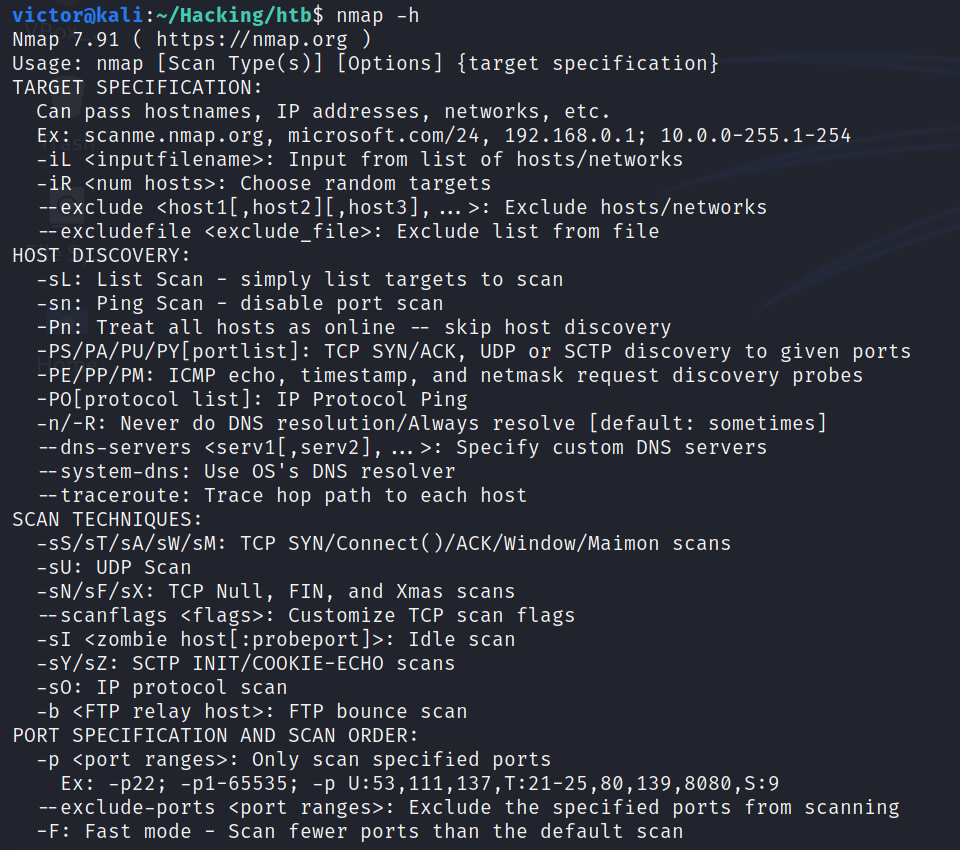 victor@kali:~/Hacking/htb$ nmap -h
Nmap 7.91 ( https://nmap.org )
Usage: nmap [Scan Type(s)] [Options] {target specification}
TARGET SPECIFICATION:
  Can pass hostnames, IP addresses, networks, etc.
  Ex: scanme.nmap.org, microsoft.com/24, 192.168.0.1; 10.0.0-255.1-254
  -iL <inputfilename>: Input from list of hosts/networks
  -iR <num hosts>: Choose random targets
  --exclude <host1[,host2][,host3],...>: Exclude hosts/networks
  --excludefile <exclude_file>: Exclude list from file
HOST DISCOVERY:
  -sL: List Scan - simply list targets to scan
  -sn: Ping Scan - disable port scan
  -Pn: Treat all hosts as online -- skip host discovery
  -PS/PA/PU/PY[portlist]: TCP SYN/ACK, UDP or SCTP discovery to given ports
  -PE/PP/PM: ICMP echo, timestamp, and netmask request discovery probes
  -PO[protocol list]: IP Protocol Ping
  -n/-R: Never do DNS resolution/Always resolve [default: sometimes]
  --dns-servers <serv1[,serv2],...>: Specify custom DNS servers
  --system-dns: Use OS's DNS resolver
  --traceroute: Trace hop path to each host
SCAN TECHNIQUES:
  -sS/sT/sA/sW/sM: TCP SYN/Connect()/ACK/Window/Maimon scans
  -sU: UDP Scan
  -sN/sF/sX: TCP Null, FIN, and Xmas scans
  --scanflags <flags>: Customize TCP scan flags
  -sI <zombie host[:probeport]>: Idle scan
  -sY/sZ: SCTP INIT/COOKIE-ECHO scans
  -sO: IP protocol scan
  -b <FTP relay host>: FTP bounce scan
PORT SPECIFICATION AND SCAN ORDER:
  -p <port ranges>: Only scan specified ports
    Ex: -p22; -p1-65535; -p U:53,111,137,T:21-25,80,139,8080,S:9
  --exclude-ports <port ranges>: Exclude the specified ports from scanning
  -F: Fast mode - Scan fewer ports than the default scan